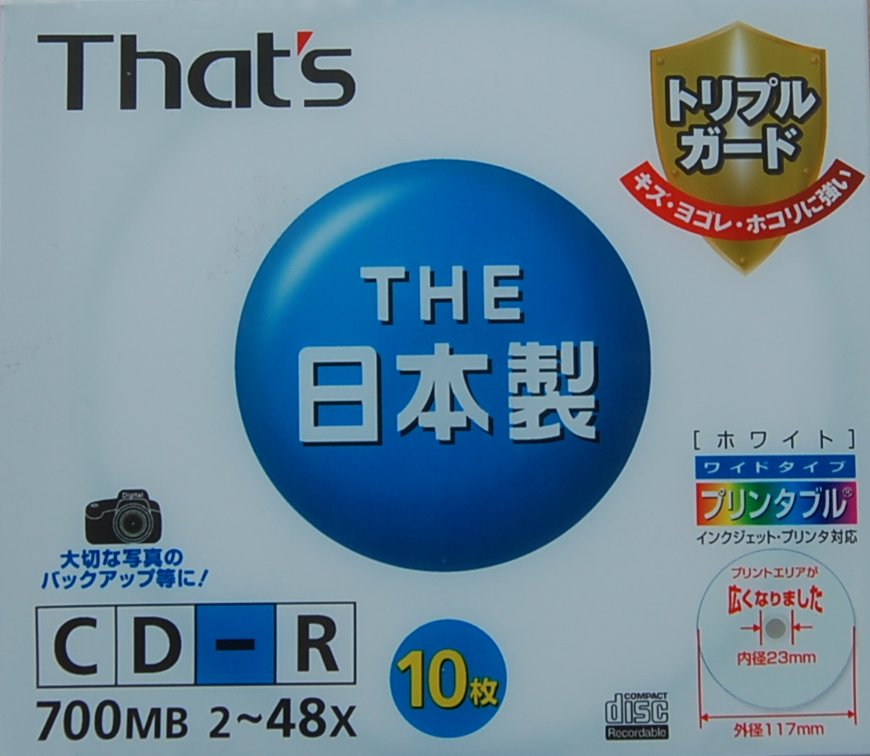 That's
トリプル
ガード
キズ・ヨゴレ・ホコリに強い
THE
日本製
[ホワイト]
ワイドタイプ
プリンタブル®
インクジェット・プリンタ対応
プリントエリアが
広くなりました
内径23mm
外径117mm
Digital
大切な写真の
バックアップ等に!
CD-R
700MB 2~48X
10枚
COMPACT
disc
Recordable